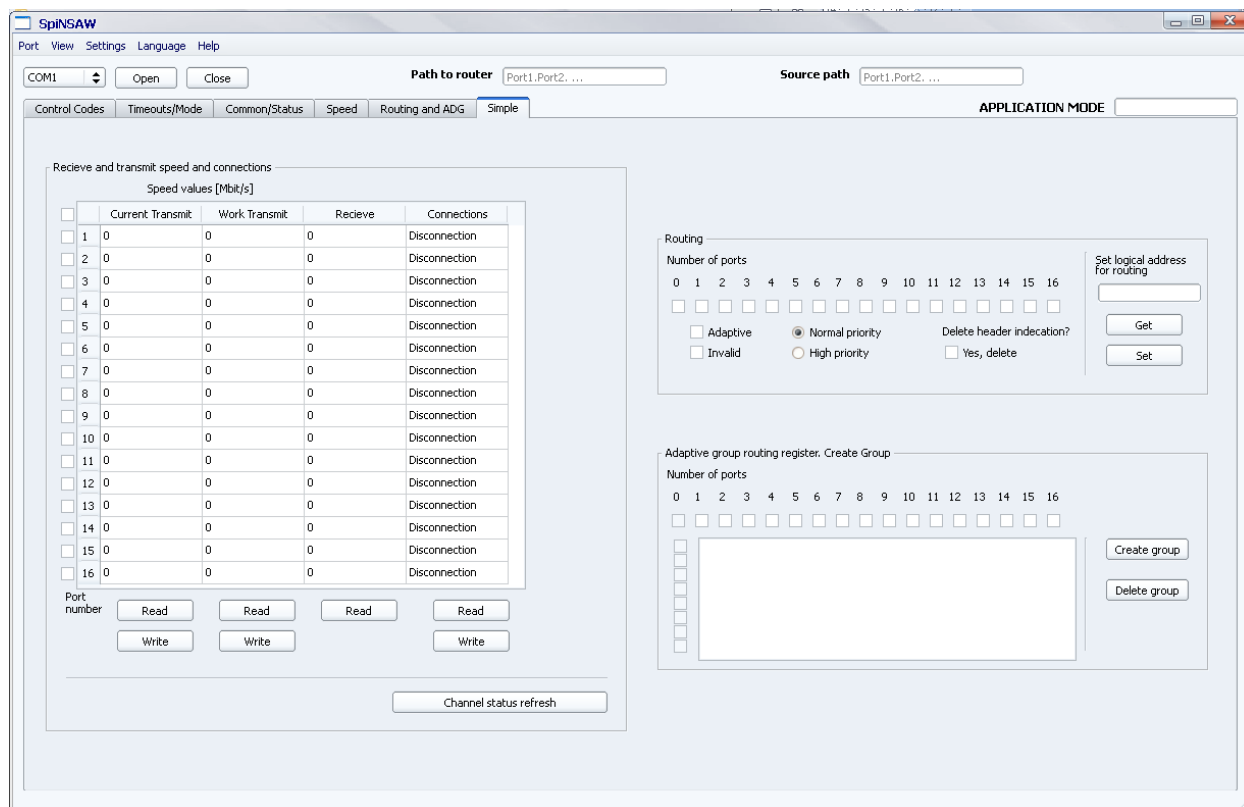 SpiNSAW
Port View Settings Language Help
COM1 Open Close Path to router Port1.Port2. ... Source path Port1.Port2. ...
Control Codes Timeouts/Mode Common/Status Speed Routing and ADG Simple APPLICATION MODE
Recieve and transmit speed and connections
Speed values [Mbit/s]
Current Transmit Work Transmit Recieve Connections
1 0 0 0 Disconnection
2 0 0 0 Disconnection
3 0 0 0 Disconnection
4 0 0 0 Disconnection
5 0 0 0 Disconnection
6 0 0 0 Disconnection
7 0 0 0 Disconnection
8 0 0 0 Disconnection
9 0 0 0 Disconnection
10 0 0 0 Disconnection
11 0 0 0 Disconnection
12 0 0 0 Disconnection
13 0 0 0 Disconnection
14 0 0 0 Disconnection
15 0 0 0 Disconnection
16 0 0 0 Disconnection
Port
number
Read Read Read Read
Write Write Write
Channel status refresh
Routing
Number of ports
0 1 2 3 4 5 6 7 8 9 10 11 12 13 14 15 16
Adaptive Normal priority Delete header indecation?
Invalid High priority Yes, delete
Set logical address
for routing
Get
Set
Adaptive group routing register. Create Group
Number of ports
0 1 2 3 4 5 6 7 8 9 10 11 12 13 14 15 16
Create group
Delete group